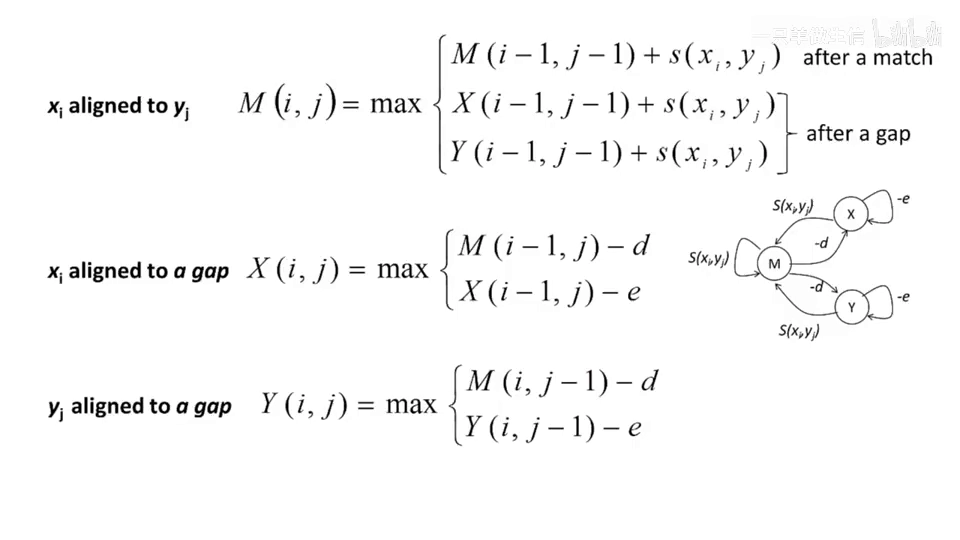 M (i − 1, j − 1) + s(xᵢ, yⱼ) after a match
xᵢ aligned to yⱼ M (i, j) = max X (i − 1, j − 1) + s(xᵢ, yⱼ)
after a gap
Y (i − 1, j − 1) + s(xᵢ, yⱼ)
M (i − 1, j) − d
xᵢ aligned to a gap X (i, j) = max
X (i − 1, j) − e
S(xᵢ,yⱼ) X -e
-d
S(xᵢ,yⱼ) M
-d Y -e
S(xᵢ,yⱼ)
M (i, j − 1) − d
yⱼ aligned to a gap Y (i, j) = max
Y (i, j − 1) − e